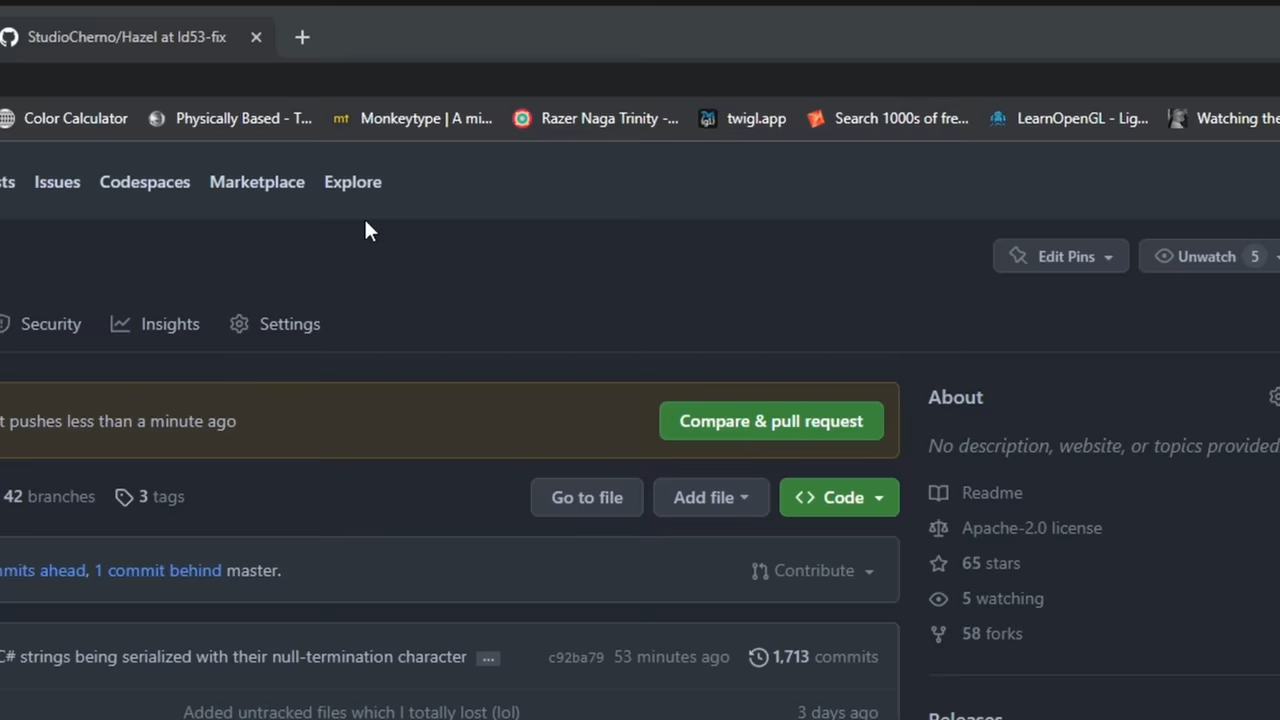 StudioCherno/Hazel at ld53-fix
Color Calculator Physically Based - T... mt Monkeytype | A mi... Razer Naga Trinity -... twigl.app Search 1000s of fre... LearnOpenGL - Lig... Watching the
sts Issues Codespaces Marketplace Explore
Edit Pins Unwatch 5
Security Insights Settings
t pushes less than a minute ago Compare & pull request
About
No description, website, or topics provided
42 branches 3 tags Go to file Add file <> Code
Readme
Apache-2.0 license
mmits ahead, 1 commit behind master. Contribute
65 stars
5 watching
58 forks
C# strings being serialized with their null-termination character ... c92ba79 53 minutes ago 1,713 commits
Added untracked files which I totally lost (lol) 3 days ago
Releases